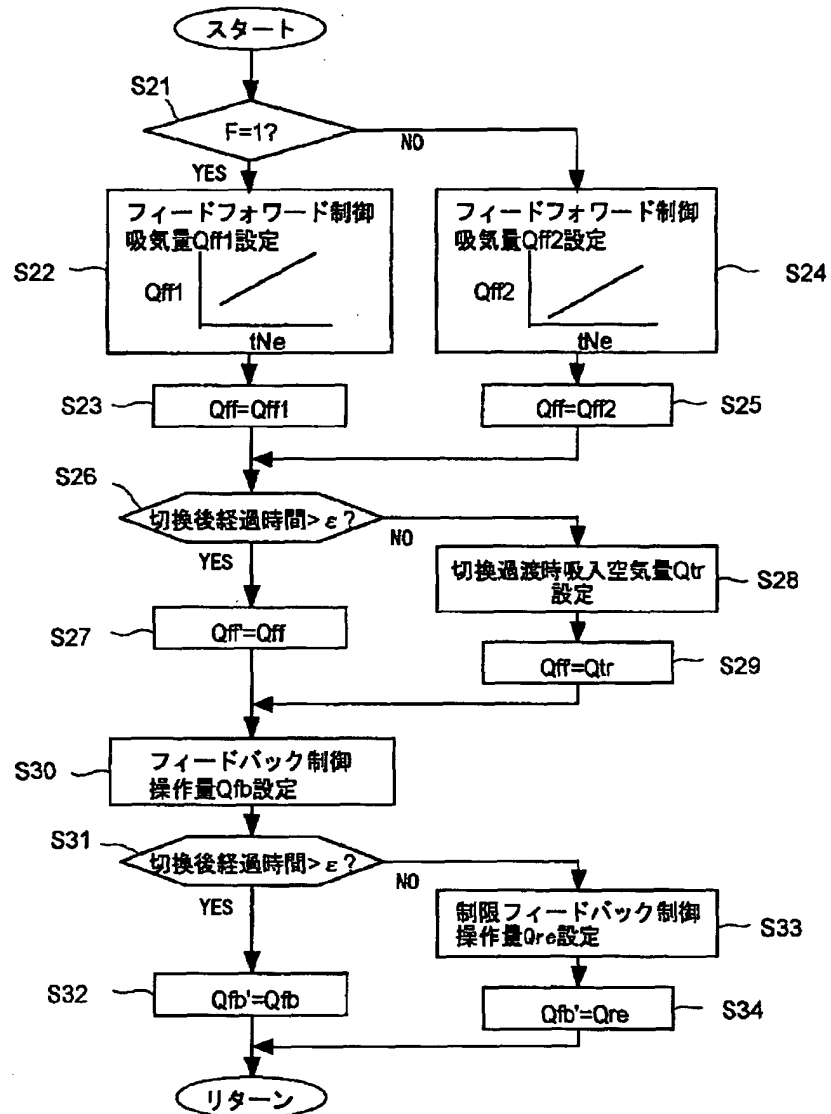 スタート
S21
F=1?
NO
YES
フィードフォワード制御
吸気量Qff1設定
Qff1
tNe
S22
フィードフォワード制御
吸気量Qff2設定
Qff2
tNe
S24
S23
Qff=Qff1
Qff=Qff2
S25
S26
切換後経過時間>ε?
NO
YES
切換過渡時吸入空気量Qtr
設定
S28
S27
Qff'=Qff
Qff'=Qtr
S29
S30
フィードバック制御
操作量Qfb設定
S31
切換後経過時間>ε?
NO
YES
制限フィードバック制御
操作量Qre設定
S33
S32
Qfb'=Qfb
Qfb'=Qre
S34
リターン